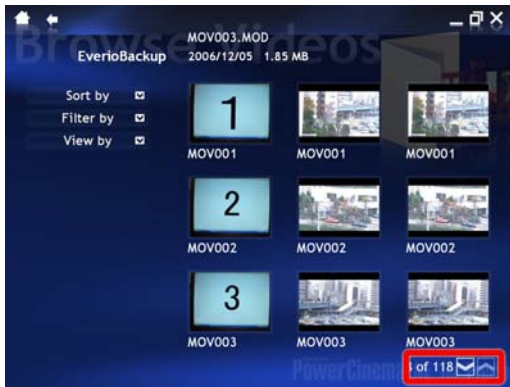 Browse Videos
MOV003.MOD
EverioBackup 2006/12/05 1.85 MB
Sort by
Filter by
View by
1
MOV001 MOV001 MOV001
2
MOV002 MOV002 MOV002
3
MOV003 MOV003 MOV003
PowerCinema
of 118